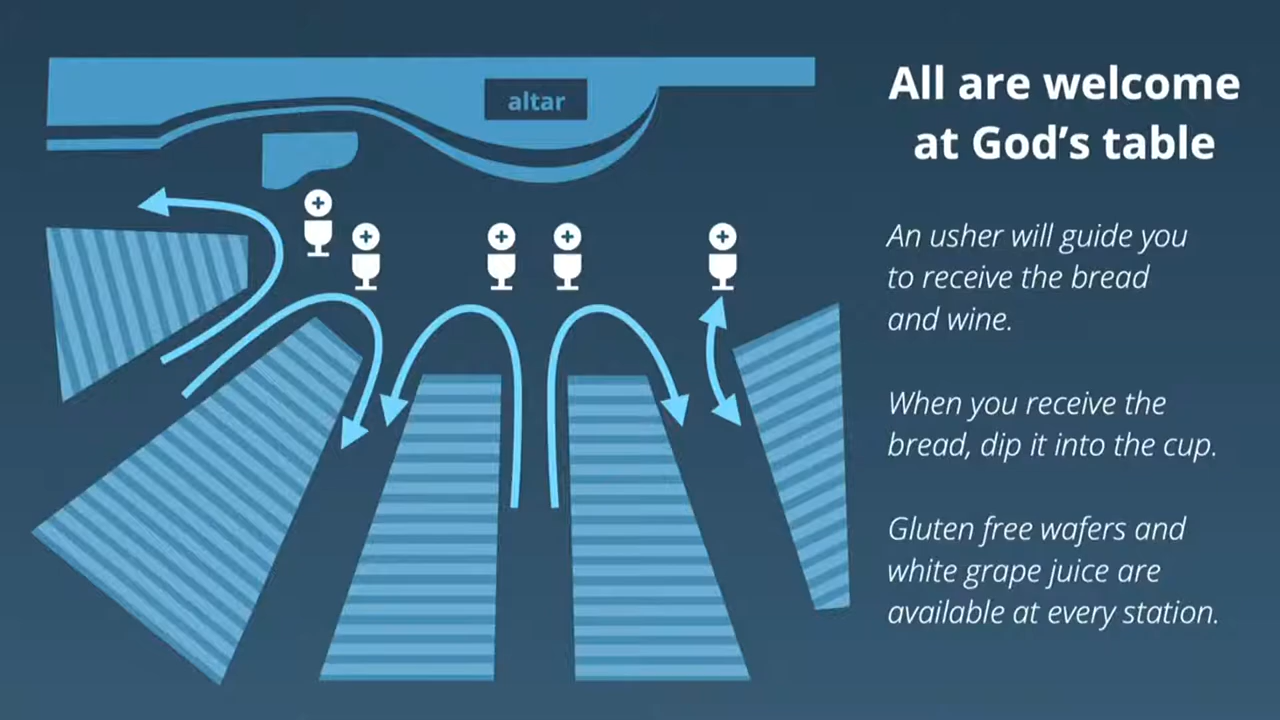 altar
All are welcome
at God's table
An usher will guide you
to receive the bread
and wine.
When you receive the
bread, dip it into the cup.
Gluten free wafers and
white grape juice are
available at every station.